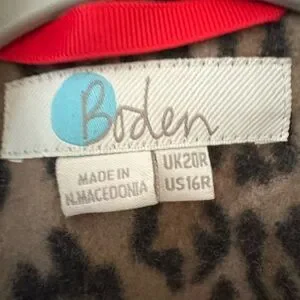 Boden
MADE IN
N.MACEDONIA
UK20R
US16R